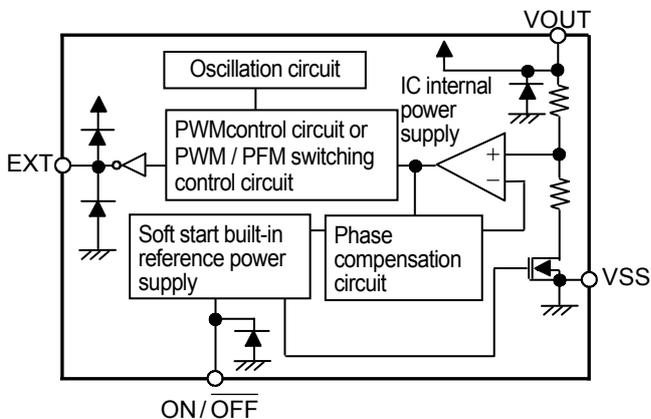 VOUT
Oscillation circuit
IC internal
power
supply
PWMcontrol circuit or
PWM / PFM switching
control circuit
EXT
+
−
Soft start built-in
reference power
supply
Phase
compensation
circuit
VSS
ON/OFF